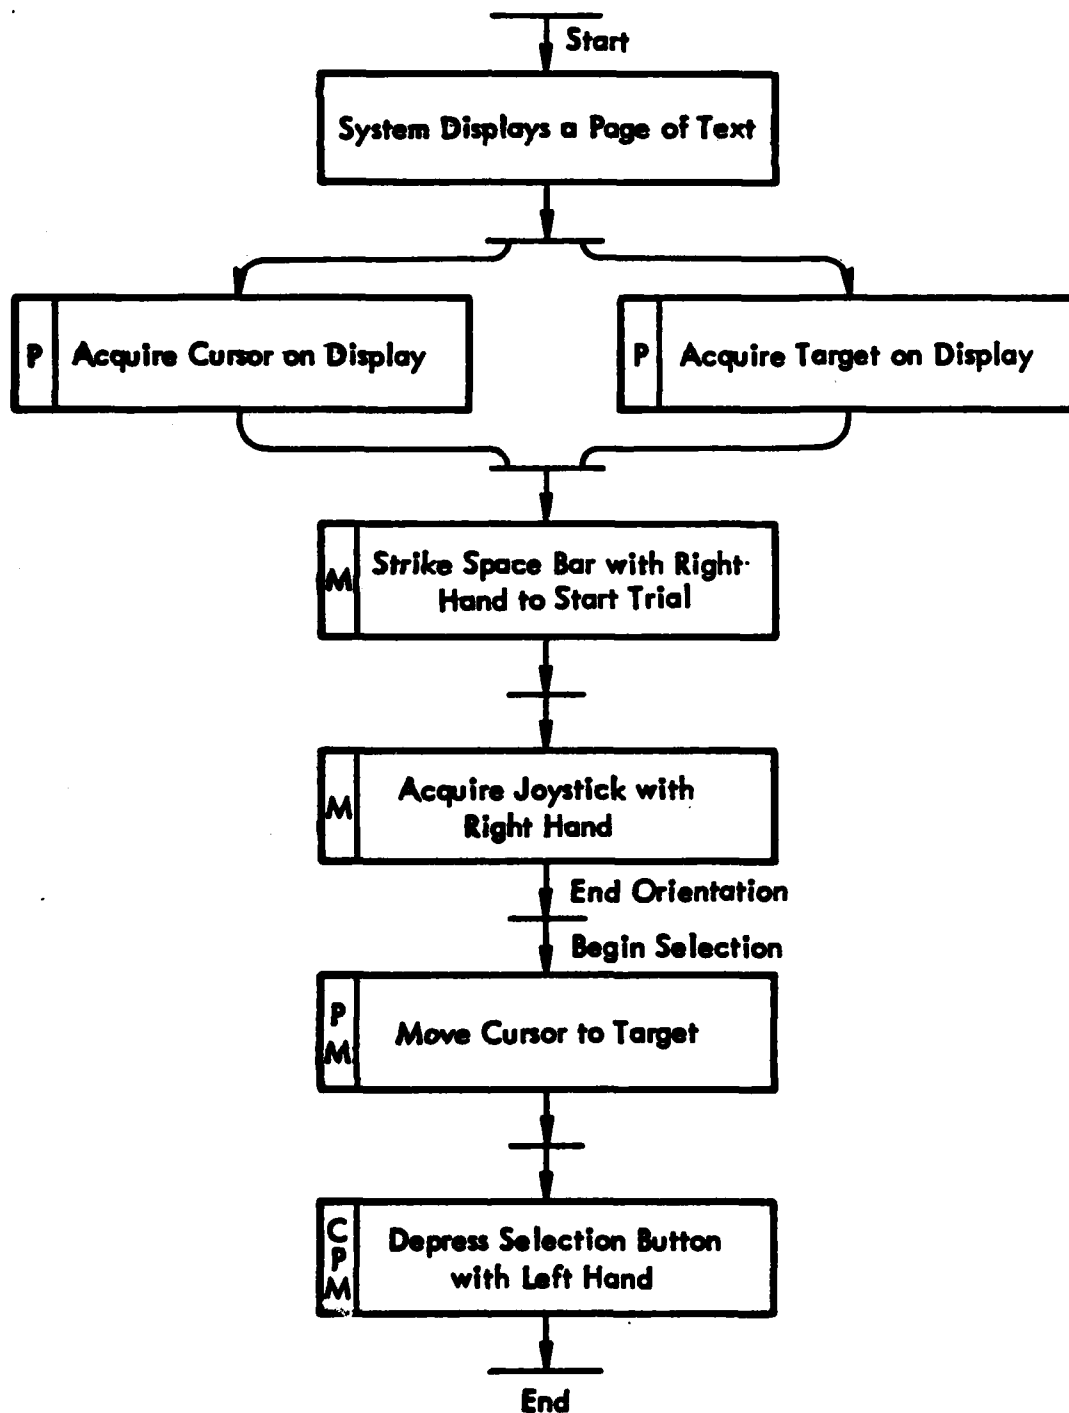 Start
System Displays a Page of Text
P
Acquire Cursor on Display
P
Acquire Target on Display
M
Strike Space Bar with Right
Hand to Start Trial
M
Acquire Joystick with
Right Hand
End Orientation
Begin Selection
P
M
Move Cursor to Target
C
P
M
Depress Selection Button
with Left Hand
End